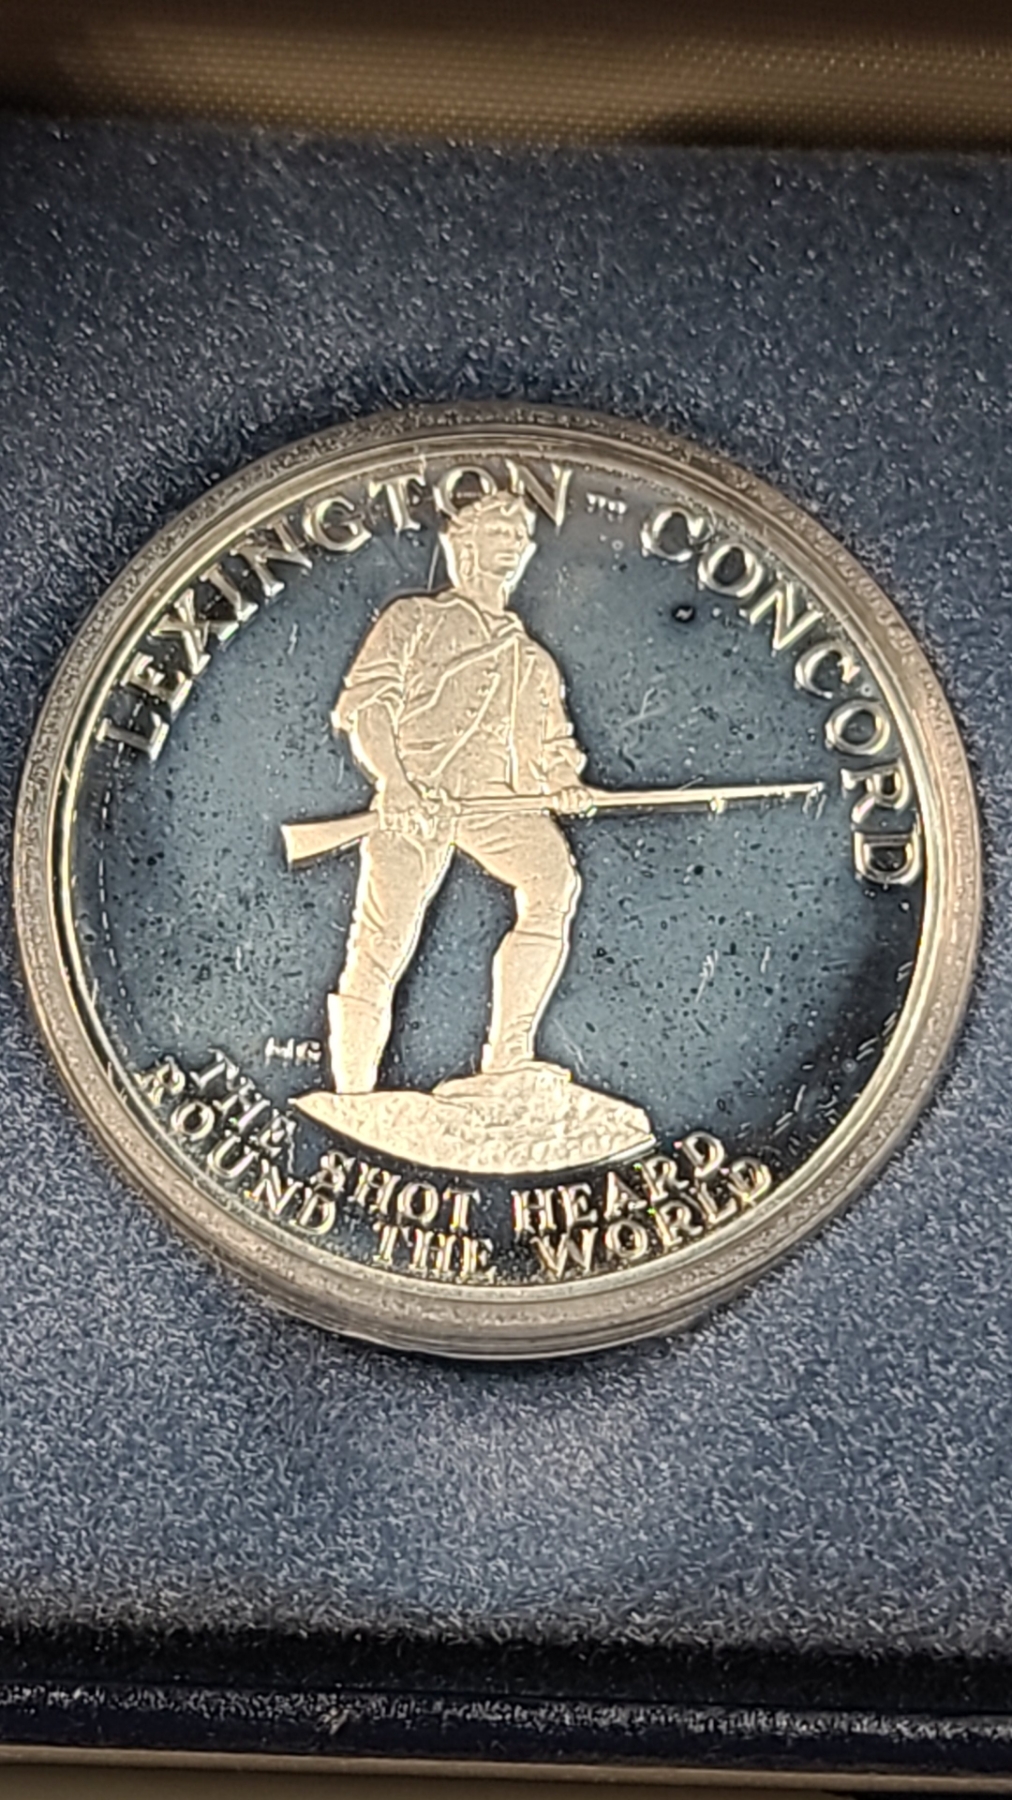 LEXINGTON CONCORD
THE SHOT HEARD
ROUND THE WORLD